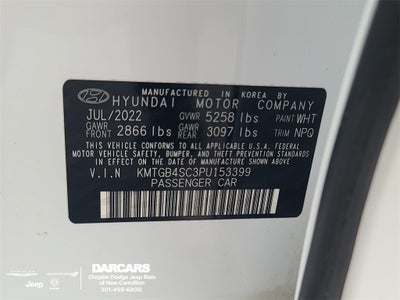 MANUFACTURED IN KOREA BY
HYUNDAI MOTOR COMPANY
JUL/2022 GVWR 5258 lbs PAINT WHT
GAWR FRONT 2866 lbs GAWR REAR 3097 lbs TRIM NPQ
THIS VEHICLE CONFORMS TO ALL APPLICABLE U.S.A. FEDERAL
MOTOR VEHICLE SAFETY, BUMPER, AND THEFT PREVENTION STANDARDS
IN EFFECT ON THE DATE OF MANUFACTURE SHOWN ABOVE.
V.I.N KMTGB4SC3PU153399
PASSENGER CAR
DARCARS
Chrysler Dodge Jeep Ram
of New Carrollton
301-459-6800
Jeep
RAM